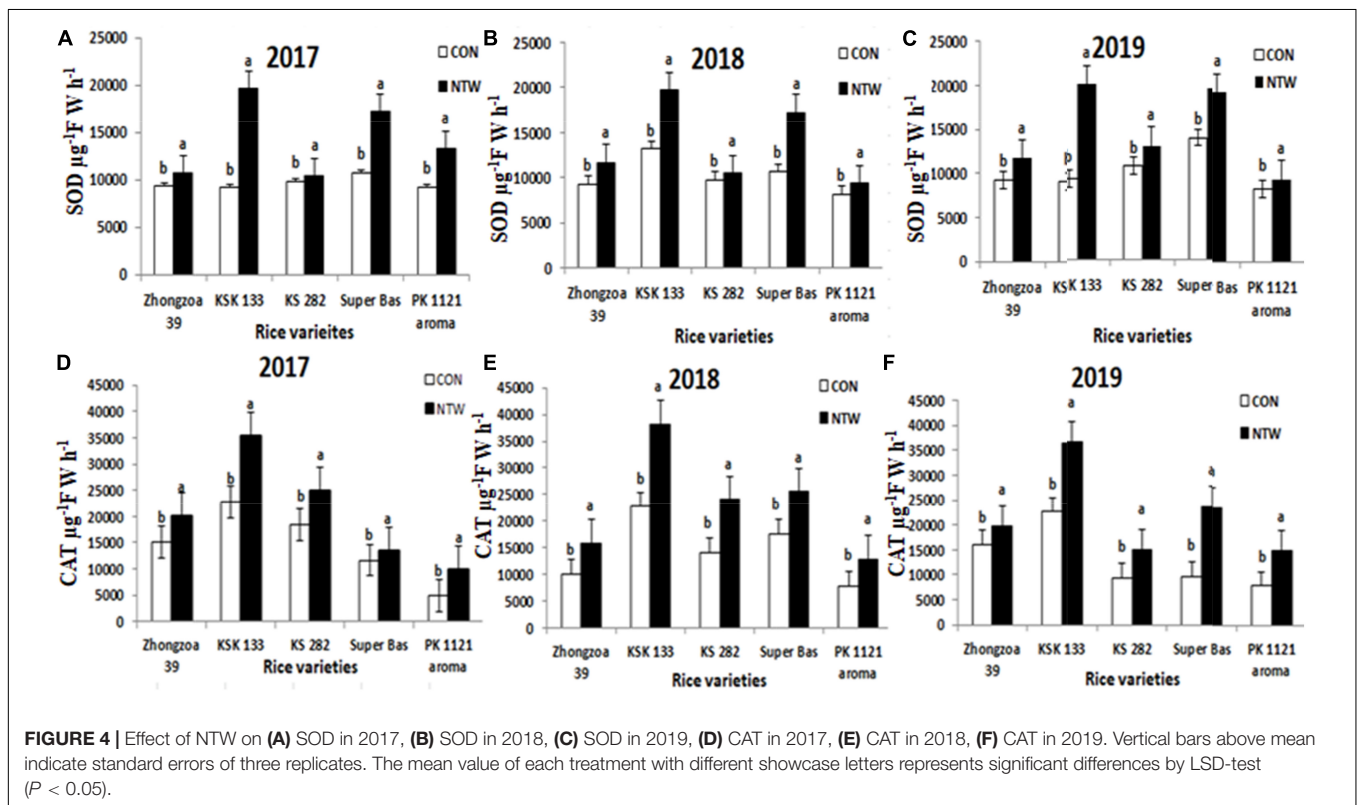 A
2017
SOD µg⁻¹F W h⁻¹
25000
20000
15000
10000
5000
0
CON
NTW
b a b a b a b a b a
Zhongzoa 39
KSK 133
KS 282
Super Bas
PK 1121 aroma
Rice varieites
B
2018
SOD µg⁻¹F W h⁻¹
25000
20000
15000
10000
5000
0
CON
NTW
b a b a b a b a b a
Zhongzoa 39
KSK 133
KS 282
Super Bas
PK 1121 aroma
Rice varieties
C
2019
SOD µg⁻¹F W h⁻¹
25000
20000
15000
10000
5000
0
CON
NTW
b a p a b a b a b a
Zhongzoa 39
KSK 133
KS 282
Super Bas
PK 1121 aroma
Rice varieties
D
2017
CAT µg⁻¹F W h⁻¹
45000
40000
35000
30000
25000
20000
15000
10000
5000
0
CON
NTW
b a b a b a b a b a
Zhongzoa 39
KSK 133
KS 282
Super Bas
PK 1121 aroma
Rice varieties
E
2018
CAT µg⁻¹F W h⁻¹
45000
40000
35000
30000
25000
20000
15000
10000
5000
0
CON
NTW
b a b a b a b a b a
Zhongzoa 39
KSK 133
KS 282
Super Bas
PK 1121 aroma
Rice varieties
F
2019
CAT µg⁻¹F W h⁻¹
45000
40000
35000
30000
25000
20000
15000
10000
5000
0
CON
NTW
b a b a b a b a b a
Zhongzoa 39
KSK 133
KS 282
Super Bas
PK 1121 aroma
Rice varieties
FIGURE 4 | Effect of NTW on (A) SOD in 2017, (B) SOD in 2018, (C) SOD in 2019, (D) CAT in 2017, (E) CAT in 2018, (F) CAT in 2019. Vertical bars above mean
indicate standard errors of three replicates. The mean value of each treatment with different showcase letters represents significant differences by LSD-test
(P < 0.05).